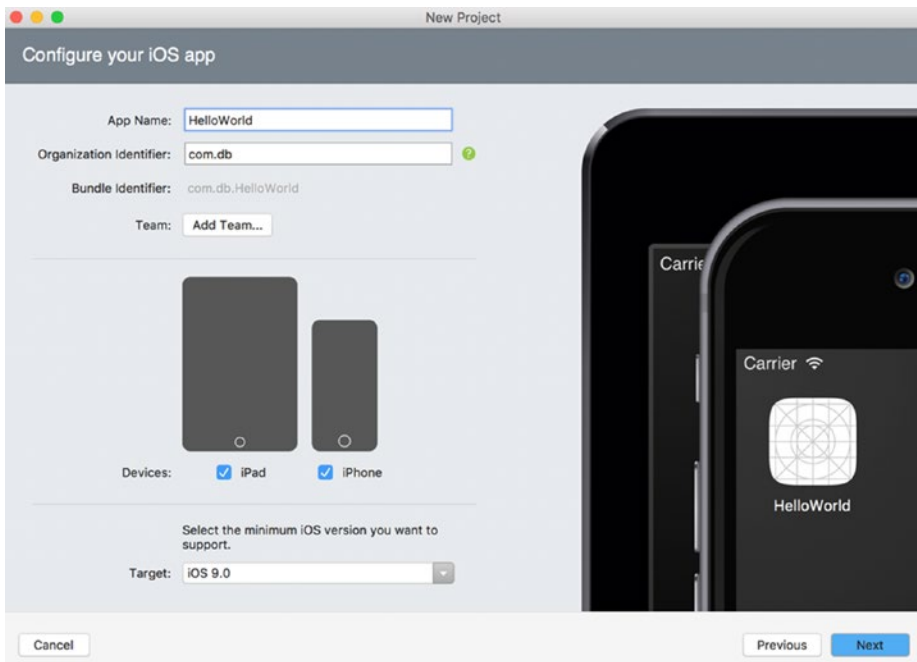 New Project
Configure your iOS app
App Name: HelloWorld
Organization Identifier: com.db
?
Bundle Identifier: com.db.HelloWorld
Team: Add Team...
Carrie
Carrier
HelloWorld
Devices: iPad iPhone
Select the minimum iOS version you want to
support.
Target: iOS 9.0
Cancel Previous Next